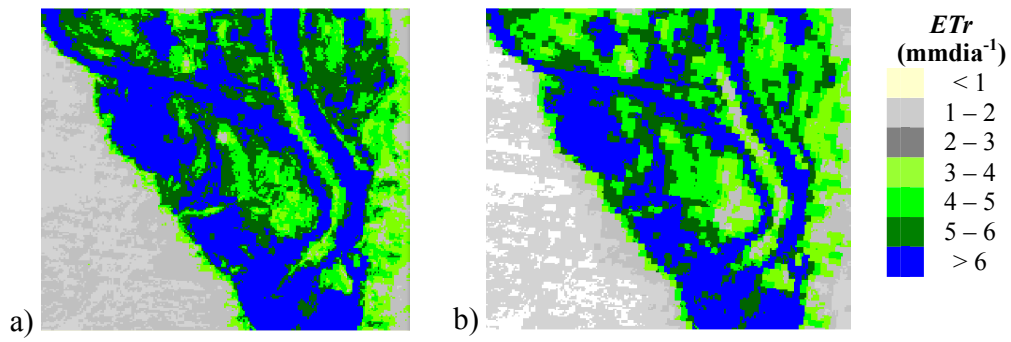 ETr
(mmdia-1)
< 1
1 – 2
2 – 3
3 – 4
4 – 5
5 – 6
> 6
a)
b)